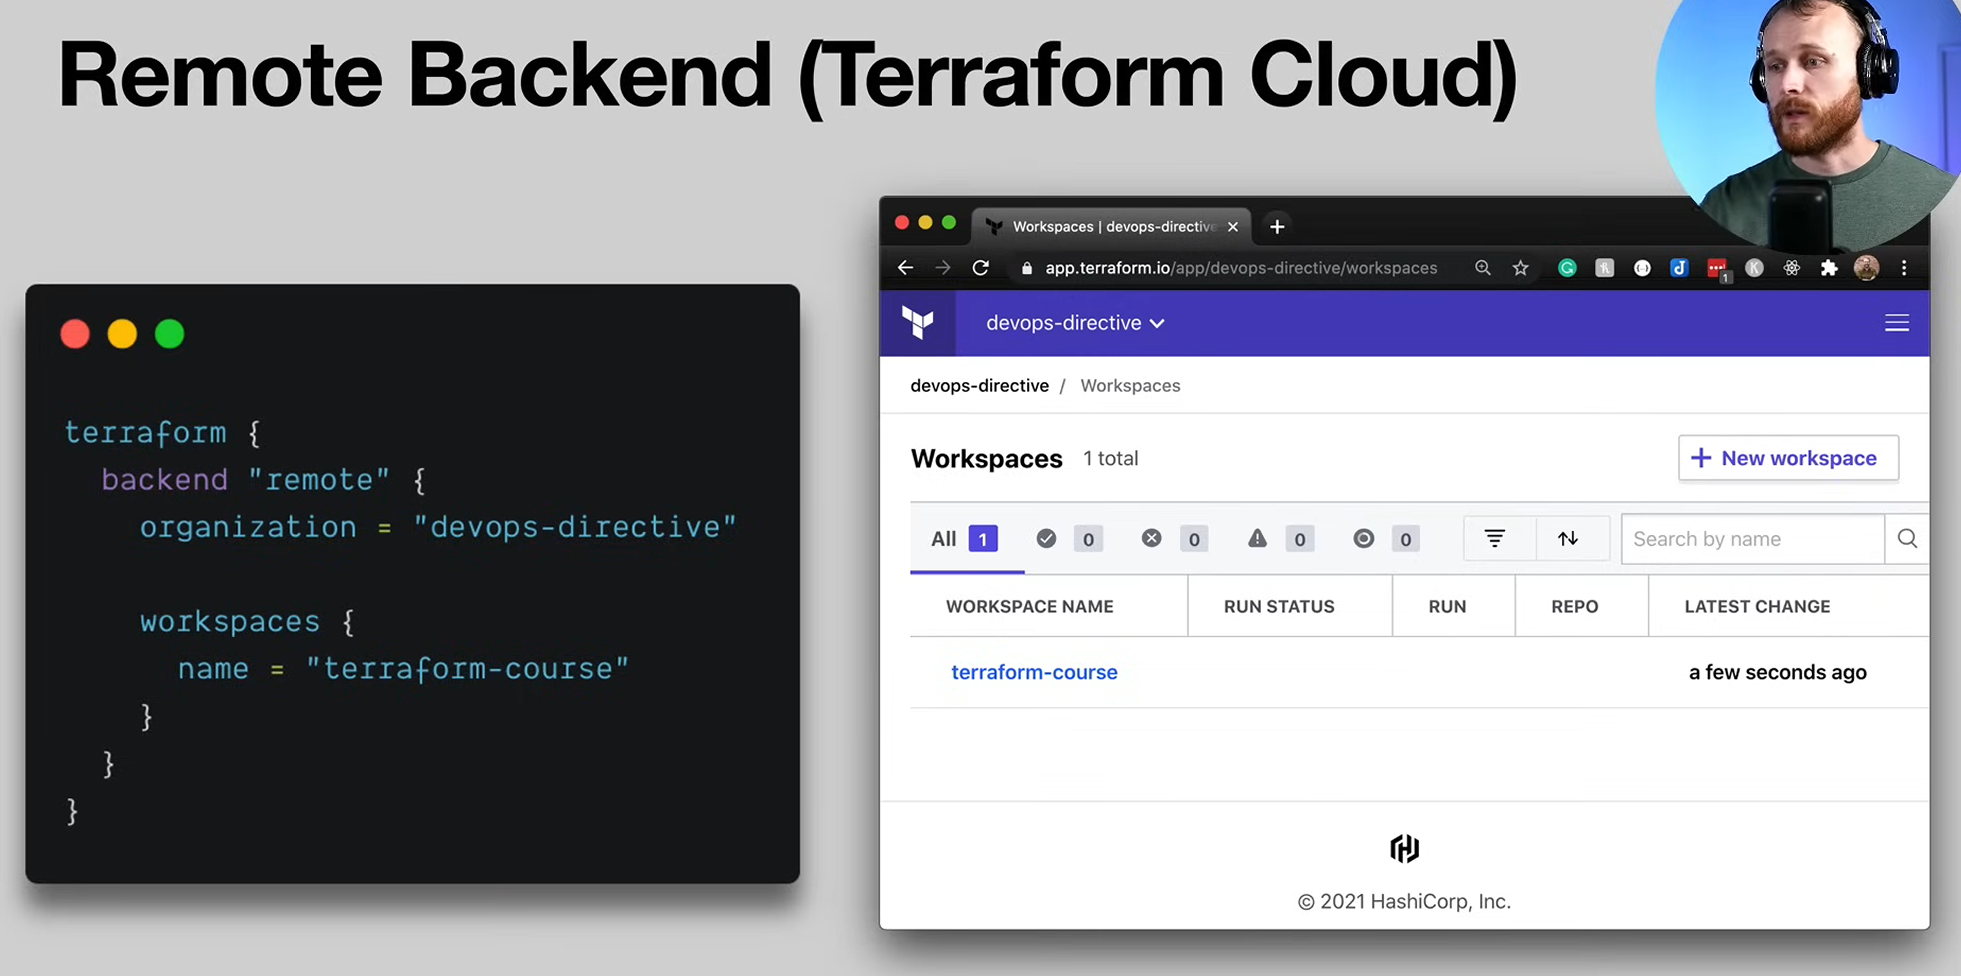 Remote Backend (Terraform Cloud)
terraform {
backend "remote" {
organization = "devops-directive"
workspaces {
name = "terraform-course"
}
}
}
Workspaces | devops-directive
app.terraform.io/app/devops-directive/workspaces
1
devops-directive
devops-directive / Workspaces
Workspaces 1 total
+ New workspace
All 1 0 0 0 0 Search by name
WORKSPACE NAME RUN STATUS RUN REPO LATEST CHANGE
terraform-course a few seconds ago
© 2021 HashiCorp, Inc.